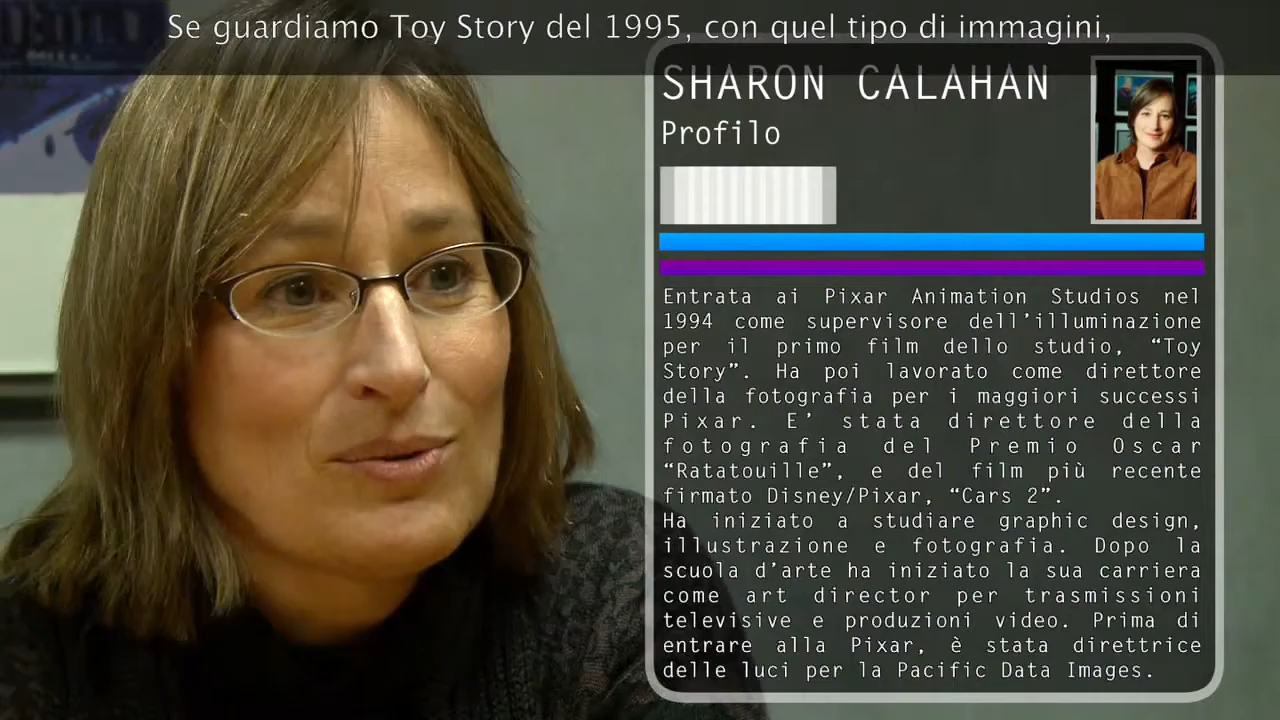 Se guardiamo Toy Story del 1995, con quel tipo di immagini,
SHARON CALAHAN
Profilo
Entrata ai Pixar Animation Studios nel
1994 come supervisore dell'illuminazione
per il primo film dello studio, “Toy
Story”. Ha poi lavorato come direttore
della fotografia per i maggiori successi
Pixar. E' stata direttore della
fotografia del Premio Oscar
“Ratatouille”, e del film più recente
firmato Disney/Pixar, “Cars 2”.
Ha iniziato a studiare graphic design,
illustrazione e fotografia. Dopo la
scuola d'arte ha iniziato la sua carriera
come art director per trasmissioni
televisive e produzioni video. Prima di
entrare alla Pixar, è stata direttrice
delle luci per la Pacific Data Images.